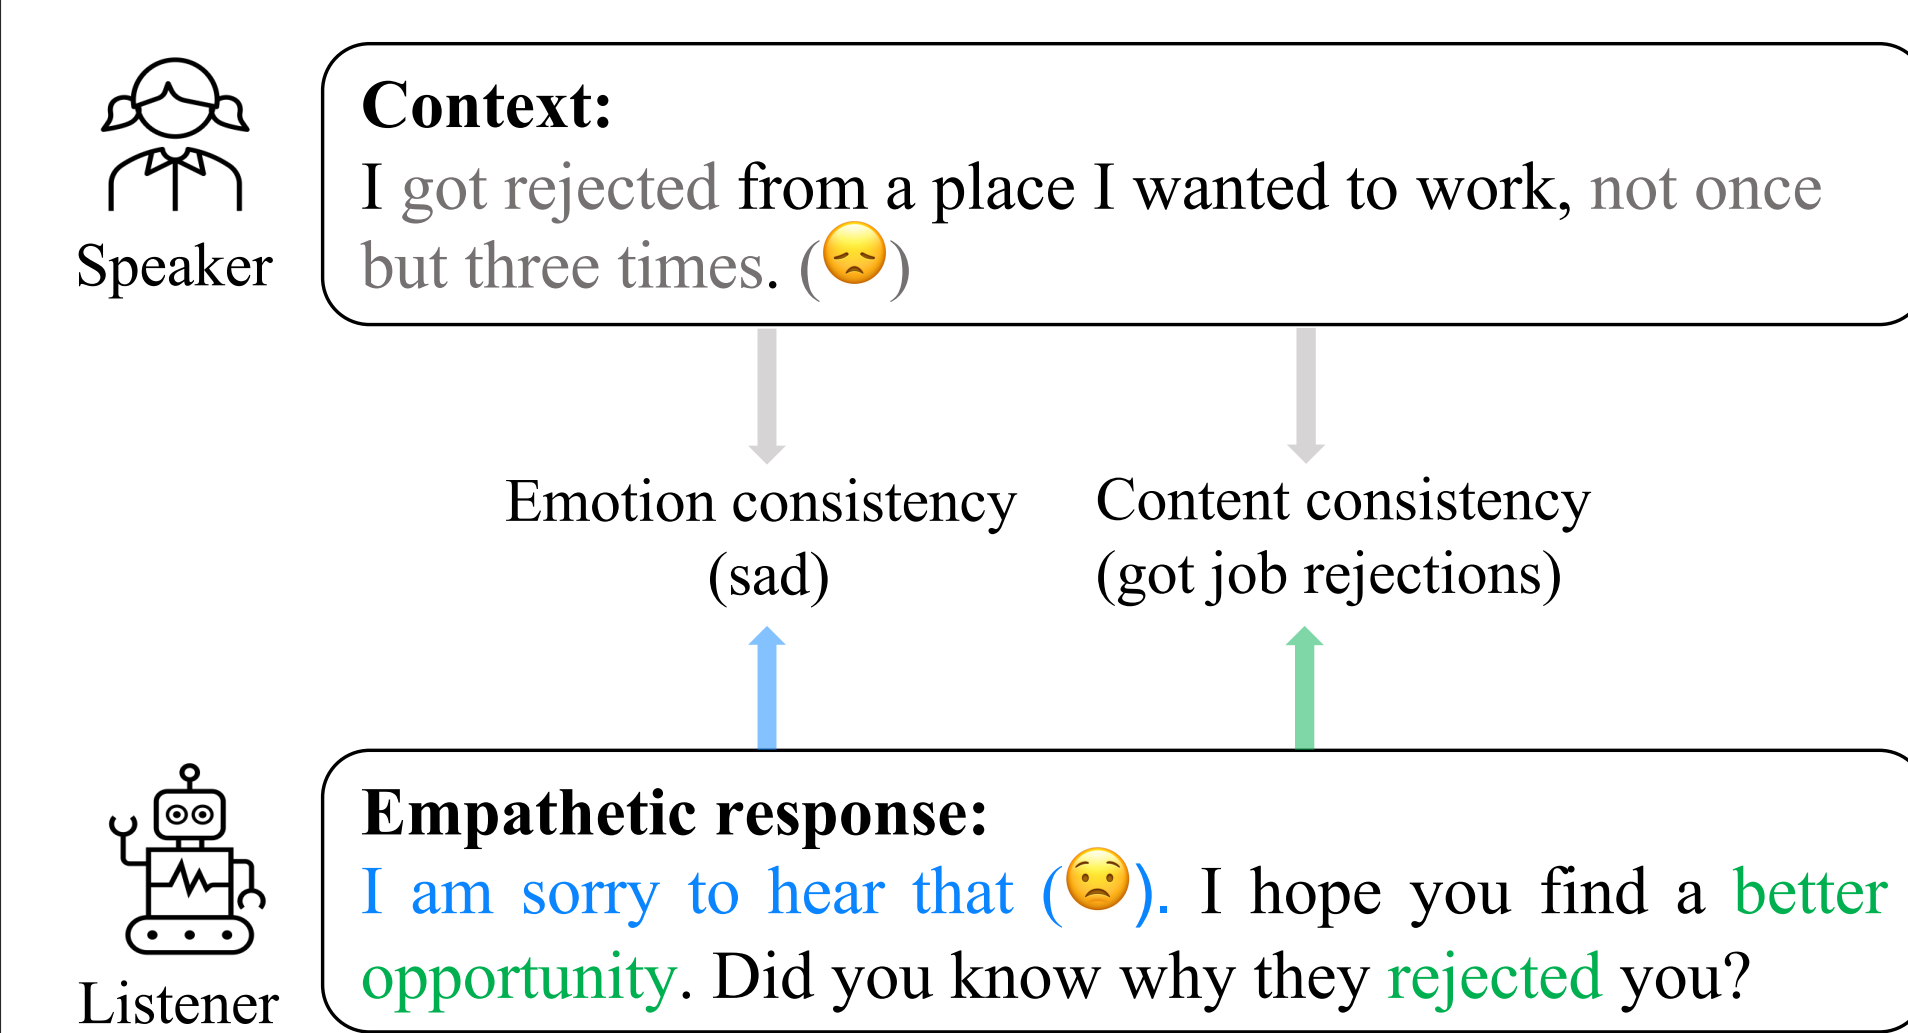 Context:
I got rejected from a place I wanted to work, not once
but three times. (😞)
Speaker
Emotion consistency
(sad)
Content consistency
(got job rejections)
Empathetic response:
I am sorry to hear that (😟). I hope you find a better
opportunity. Did you know why they rejected you?
Listener